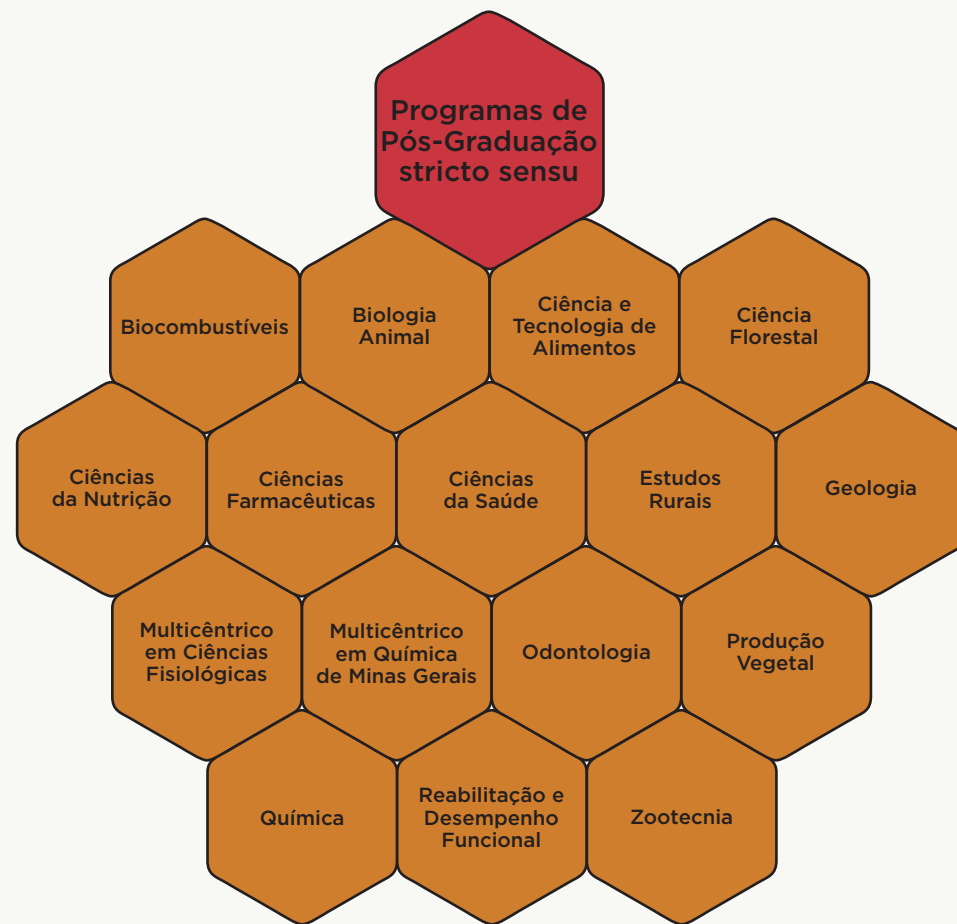 Programas de
Pós-Graduação
stricto sensu
Biocombustíveis
Biologia
Animal
Ciência e
Tecnologia de
Alimentos
Ciência
Florestal
Ciências
da Nutrição
Ciências
Farmacêuticas
Ciências
da Saúde
Estudos
Rurais
Geologia
Multicêntrico
em Ciências
Fisiológicas
Multicêntrico
em Química
de Minas Gerais
Odontologia
Produção
Vegetal
Química
Reabilitação e
Desempenho
Funcional
Zootecnia